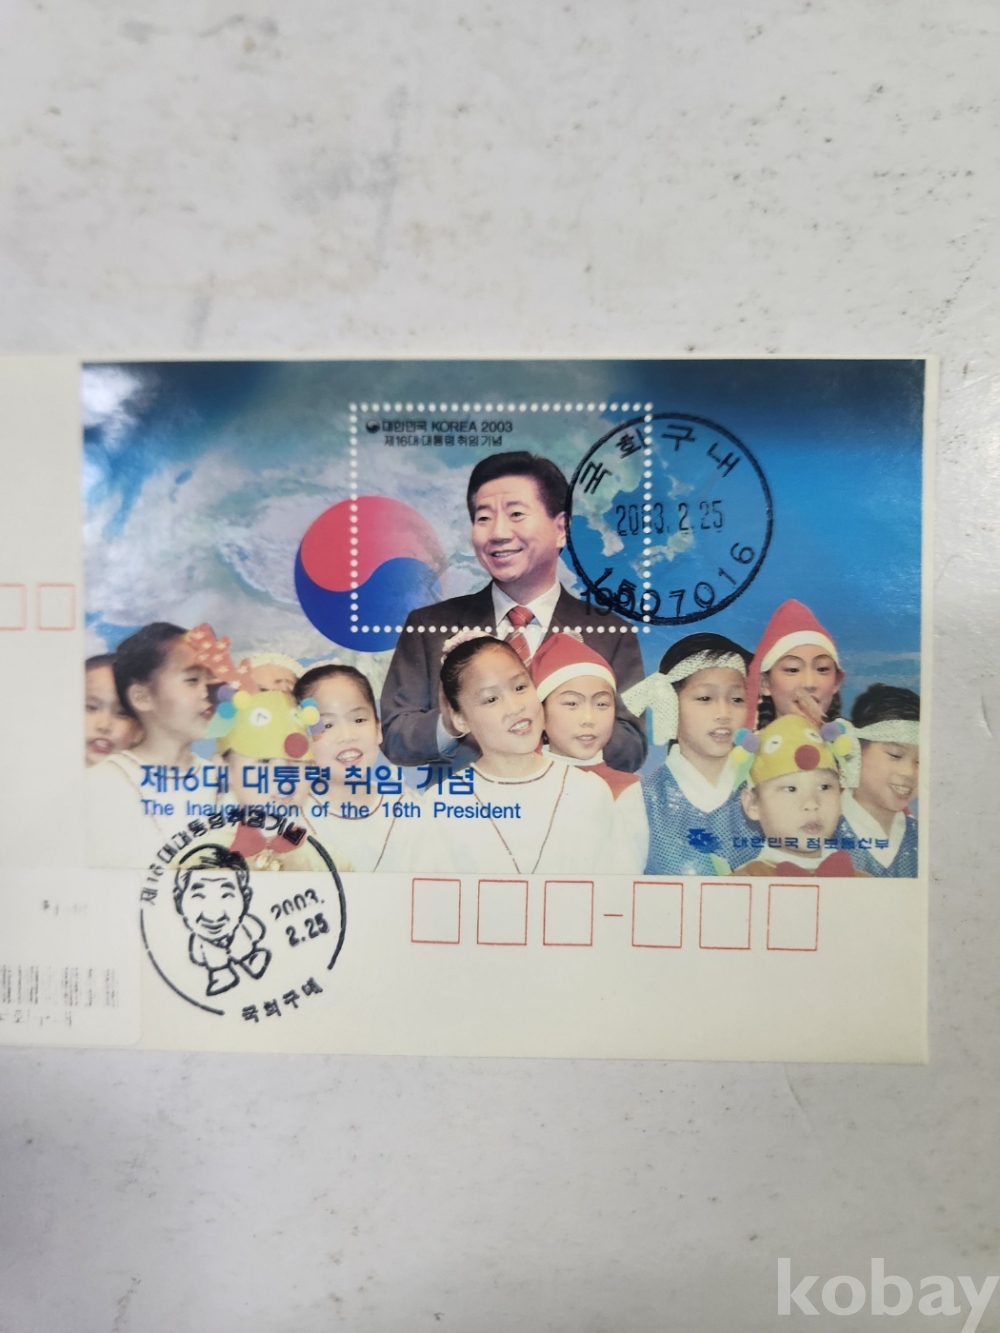 대한민국 KOREA 2003
제16대 대통령 취임 기념
국회구내
2003. 2. 25
제16대 대통령 취임 기념
The Inauguration of the 16th President
대한민국 정보통신부
제16대 대통령 취임 기념
2003.
2.25
국회구내
kobay